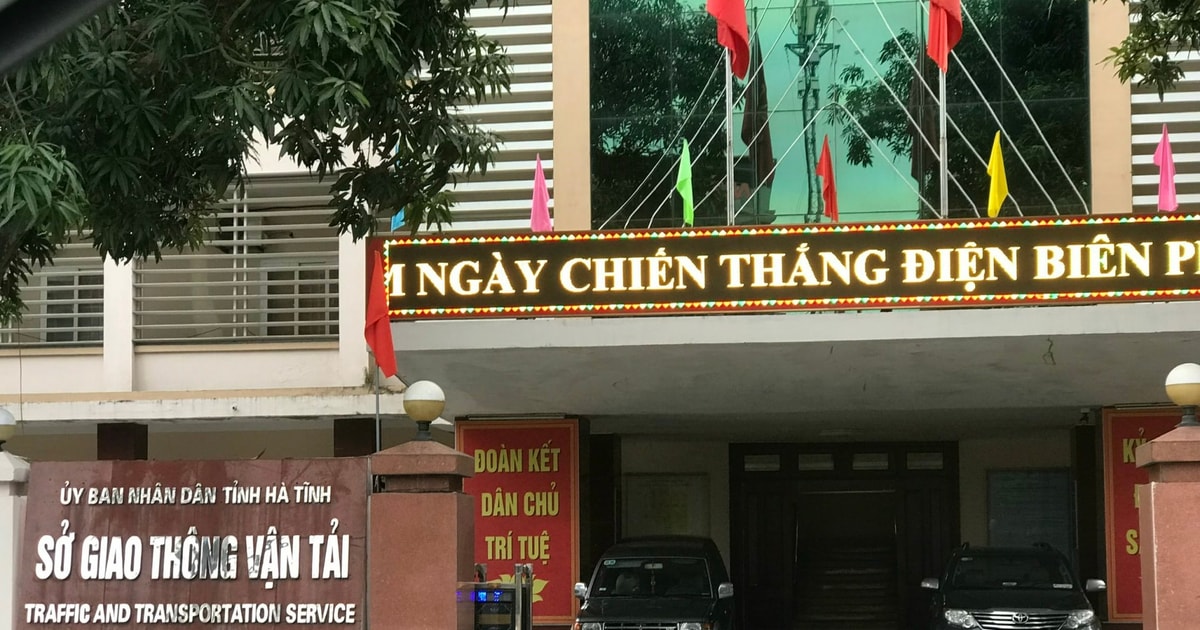 M NGÀY CHIẾN THẮNG ĐIỆN BIÊN P
ĐOÀN KẾT
DÂN CHỦ
TRÍ TUỆ
KỶ
ỦY BAN NHÂN DÂN TỈNH HÀ TĨNH
SỞ GIAO THÔNG VẬN TẢI
TRAFFIC AND TRANSPORTATION SERVICE